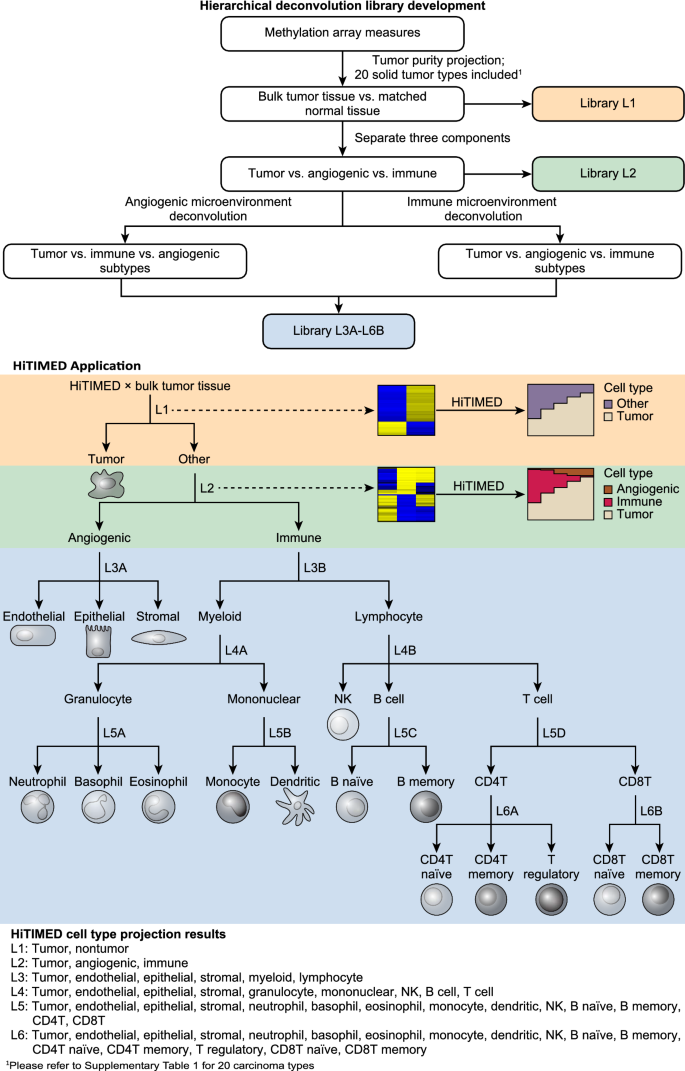 Hierarchical deconvolution library development
Methylation array measures
Tumor purity projection;
20 solid tumor types included¹
Bulk tumor tissue vs. matched
normal tissue
Library L1
Separate three components
Tumor vs. angiogenic vs. immune
Library L2
Angiogenic microenvironment
deconvolution
Immune microenvironment
deconvolution
Tumor vs. immune vs. angiogenic
subtypes
Tumor vs. angiogenic vs. immune
subtypes
Library L3A-L6B
HiTIMED Application
HiTIMED × bulk tumor tissue
L1
HiTIMED
Cell type
Other
Tumor
Tumor
Other
L2
HiTIMED
Cell type
Angiogenic
Immune
Tumor
Angiogenic
Immune
L3A
L3B
Endothelial
Epithelial
Stromal
Myeloid
Lymphocyte
L4A
L4B
Granulocyte
Mononuclear
NK
B cell
T cell
L5A
L5B
L5C
L5D
Neutrophil
Basophil
Eosinophil
Monocyte
Dendritic
B naïve
B memory
CD4T
CD8T
L6A
L6B
CD4T
naïve
CD4T
memory
T
regulatory
CD8T
naïve
CD8T
memory
HiTIMED cell type projection results
L1: Tumor, nontumor
L2: Tumor, angiogenic, immune
L3: Tumor, endothelial, epithelial, stromal, myeloid, lymphocyte
L4: Tumor, endothelial, epithelial, stromal, granulocyte, mononuclear, NK, B cell, T cell
L5: Tumor, endothelial, epithelial, stromal, neutrophil, basophil, eosinophil, monocyte, dendritic, NK, B naïve, B memory,
CD4T, CD8T
L6: Tumor, endothelial, epithelial, stromal, neutrophil, basophil, eosinophil, monocyte, dendritic, NK, B naïve, B memory,
CD4T naïve, CD4T memory, T regulatory, CD8T naïve, CD8T memory
¹Please refer to Supplementary Table 1 for 20 carcinoma types